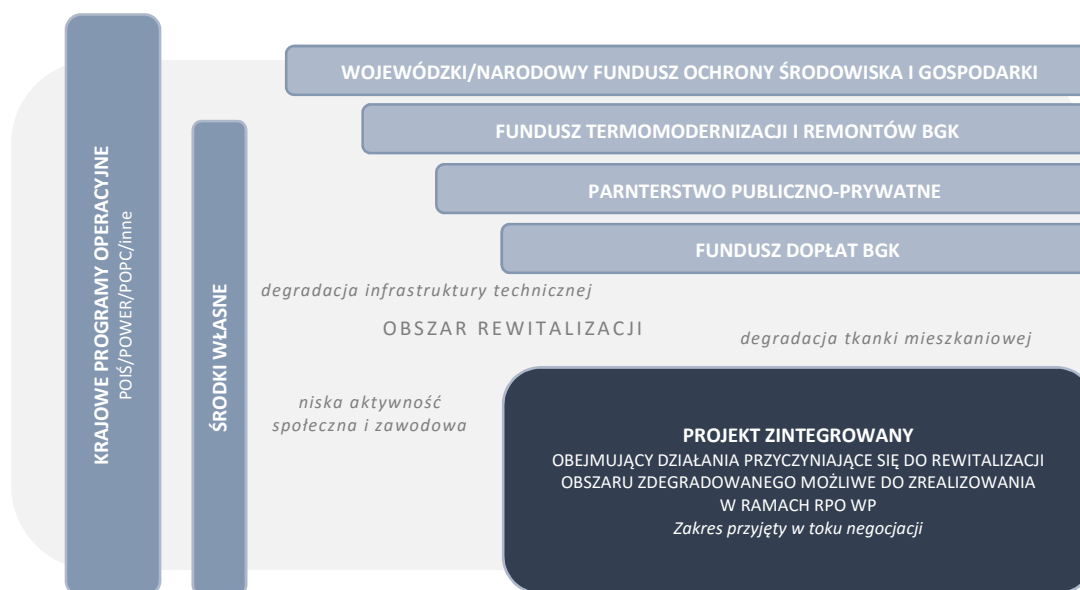 WOJEWÓDZKI/NARODOWY FUNDUSZ OCHRONY ŚRODOWISKA I GOSPODARKI
FUNDUSZ TERMOMODERNIZACJI I REMONTÓW BGK
PARNTERSTWO PUBLICZNO-PRYWATNE
FUNDUSZ DOPŁAT BGK
KRAJOWE PROGRAMY OPERACYJNE
POIŚ/POWER/POPC/inne
ŚRODKI WŁASNE
degradacja infrastruktury technicznej
OBSZAR REWITALIZACJI
degradacja tkanki mieszkaniowej
niska aktywność
społeczna i zawodowa
PROJEKT ZINTEGROWANY
OBEJMUJĄCY DZIAŁANIA PRZYCZYNIAJĄCE SIĘ DO REWITALIZACJI
OBSZARU ZDEGRADOWANEGO MOŻLIWE DO ZREALIZOWANIA
W RAMACH RPO WP
Zakres przyjęty w toku negocjacji